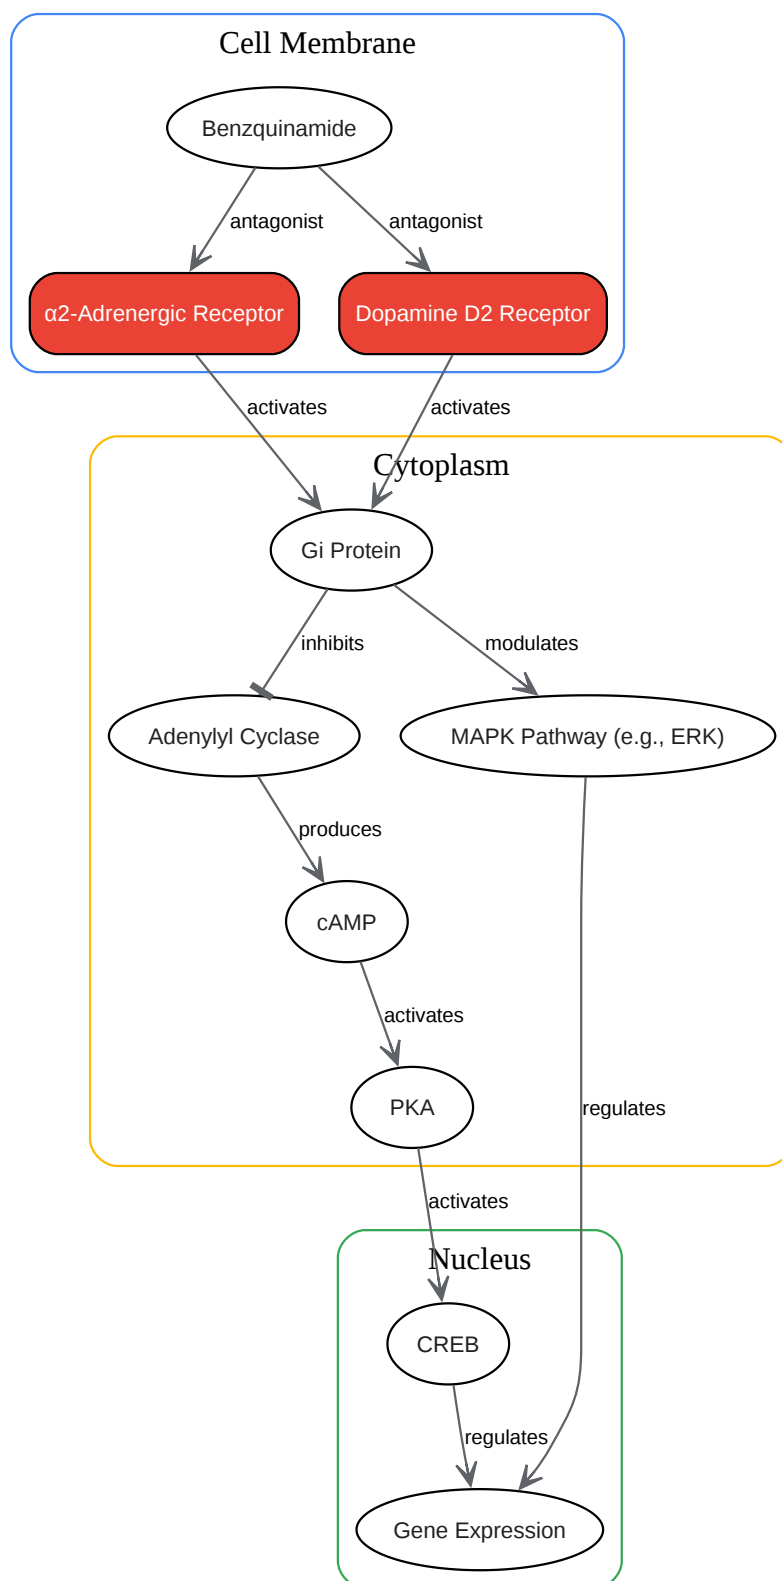 Cell Membrane
Benzquinamide
antagonist
antagonist
α2-Adrenergic Receptor
Dopamine D2 Receptor
activates
activates
Cytoplasm
Gi Protein
inhibits
modulates
Adenylyl Cyclase
MAPK Pathway (e.g., ERK)
produces
cAMP
activates
PKA
regulates
activates
Nucleus
CREB
regulates
Gene Expression